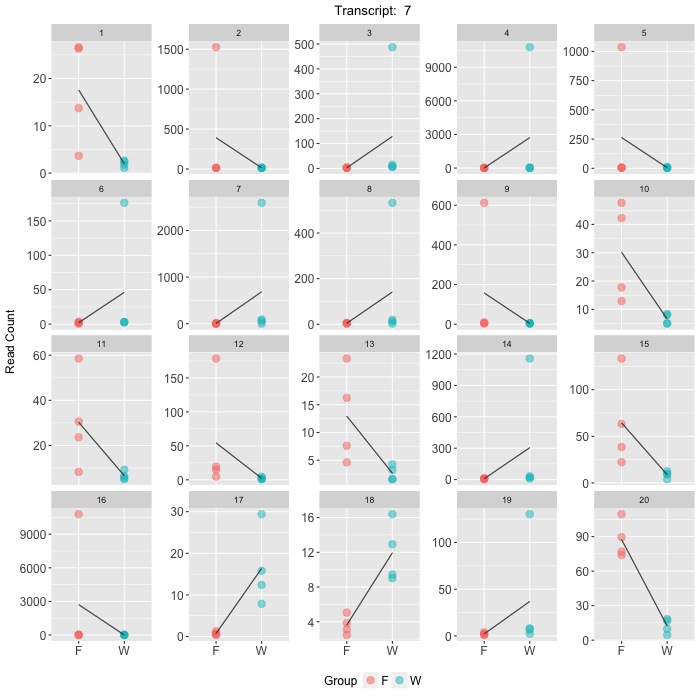 Transcript: 7
1 2 3 4 5
20 10 0
1500 1000 500 0
500 400 300 200 100 0
9000 6000 3000 0
1000 750 500 250 0
6 7 8 9 10
150 100 50 0
2000 1000 0
400 200 0
600 400 200 0
40 30 20 10
Read Count
11 12 13 14 15
60 40 20
150 100 50 0
20 15 10 5
1200 900 600 300 0
100 50 0
16 17 18 19 20
9000 6000 3000 0
30 20 10 0
16 12 8 4
100 50 0
90 60 30 0
F W F W F W F W F W
Group F W